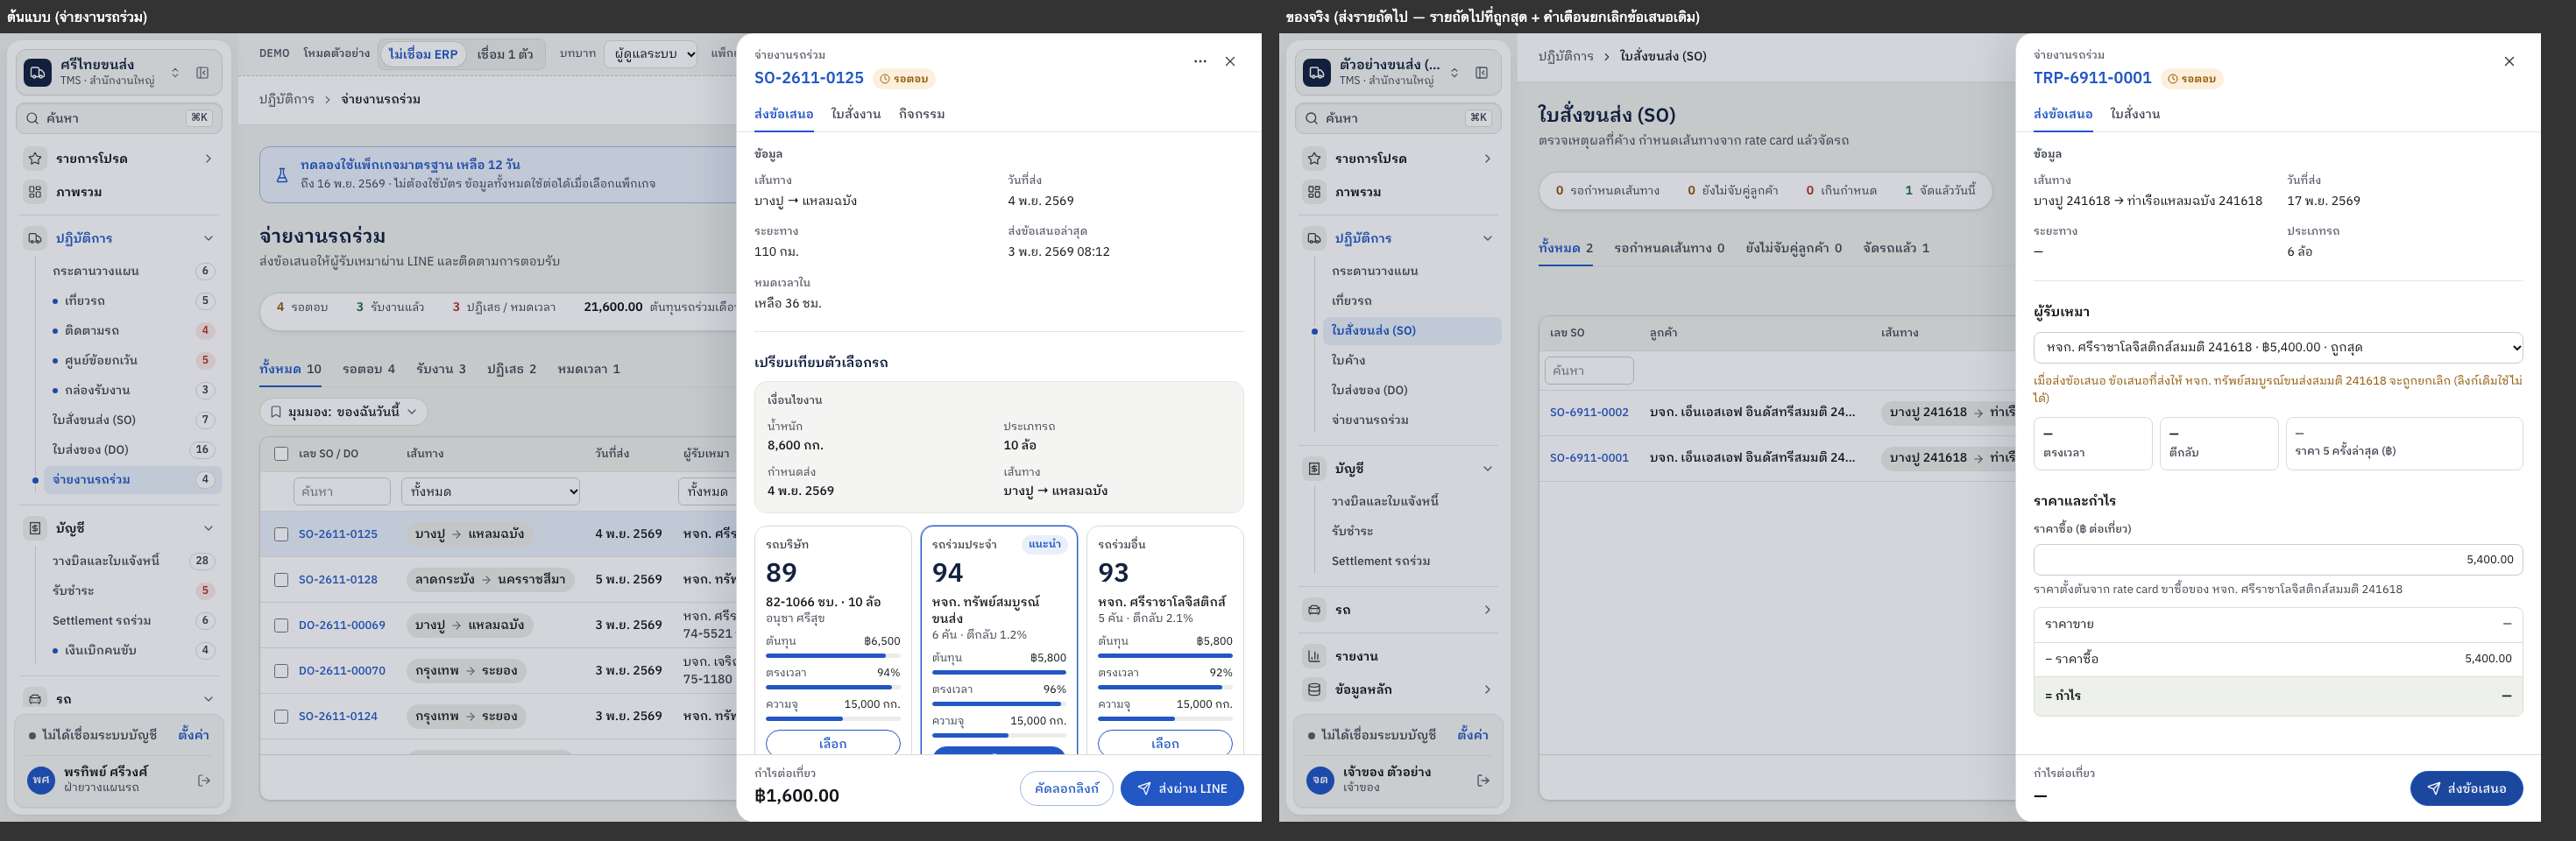 ต้นแบบ (จ่ายงานรถร่วม)
ศรีไทยขนส่ง
TMS · สำนักงานใหญ่
ค้นหา
⌘K
รายการโปรด
ภาพรวม
ปฏิบัติการ
กระดานวางแผน 6
เที่ยวรถ 5
ติดตามรถ 4
ศูนย์ข้อยกเว้น 5
กล่องรับงาน 3
ใบสั่งขนส่ง (SO) 7
ใบส่งของ (DO) 16
จ่ายงานรถร่วม 4
บัญชี
วางบิลและใบแจ้งหนี้ 28
รับชำระ 5
Settlement รถร่วม 6
เงินเบิกคนขับ 4
รถ
ไม่ได้เชื่อมระบบบัญชี ตั้งค่า
พศ
พรทิพย์ ศรีวงศ์
ฝ่ายวางแผนรถ
DEMO โหมดตัวอย่าง ไม่เชื่อม ERP เชื่อม 1 ตัว บทบาท ผู้ดูแลระบบ
ปฏิบัติการ > จ่ายงานรถร่วม
ทดลองใช้แพ็กเกจมาตรฐาน เหลือ 12 วัน
ถึง 16 พ.ย. 2569 · ไม่ต้องใช้บัตร ข้อมูลทั้งหมดใช้ต่อได้เมื่อเลือกแพ็กเกจ
จ่ายงานรถร่วม
ส่งข้อเสนอให้ผู้รับเหมาผ่าน LINE และติดตามการตอบรับ
4 รอตอบ 3 รับงานแล้ว 3 ปฏิเสธ / หมดเวลา 21,600.00
ทั้งหมด 10 รอตอบ 4 รับงาน 3 ปฏิเสธ 2 หมดเวลา 1
มุมมอง: ของฉันวันนี้
เลข SO / DO เส้นทาง วันที่ส่ง ผู้รับเหมา
ค้นหา ทั้งหมด ทั้งหมด
SO-2611-0125 บางปู → แหลมฉบัง 4 พ.ย. 2569 หจก.
SO-2611-0128 ลาดกระบัง → นครราชสีมา 5 พ.ย. 2569 หจก.
DO-2611-00069 บางปู → แหลมฉบัง 3 พ.ย. 2569 หจก.
74-5521
DO-2611-00070 กรุงเทพ → ระยอง 3 พ.ย. 2569 บจก.
75-1180
SO-2611-0124 กรุงเทพ → ระยอง 3 พ.ย. 2569 หจก.
จ่ายงานรถร่วม
SO-2611-0125 รอตอบ
ส่งข้อเสนอ ใบสั่งงาน กิจกรรม
ข้อมูล
เส้นทาง วันที่ส่ง
บางปู → แหลมฉบัง 4 พ.ย. 2569
ระยะทาง ส่งข้อเสนอล่าสุด
110 กม. 3 พ.ย. 2569 08:12
หมดเวลาใน
เหลือ 36 ชม.
เปรียบเทียบตัวเลือกรถ
เงื่อนไขงาน
น้ำหนัก ประเภทรถ
8,600 กก. 10 ล้อ
กำหนดส่ง เส้นทาง
4 พ.ย. 2569 บางปู → แหลมฉบัง
รถบริษัท
89
82-1066 ชบ. · 10 ล้อ
อนุชา ศรีสุข
ต้นทุน ฿6,500
ตรงเวลา 94%
ความจุ 15,000 กก.
เลือก
รถร่วมประจำ แนะนำ
94
หจก. ทรัพย์สมบูรณ์
ขนส่ง
6 คัน · ตีกลับ 1.2%
ต้นทุน ฿5,800
ตรงเวลา 96%
ความจุ 15,000 กก.
รถร่วมอื่น
93
หจก. ศรีราชาโลจิสติกส์
5 คัน · ตีกลับ 2.1%
ต้นทุน ฿5,800
ตรงเวลา 92%
ความจุ 15,000 กก.
เลือก
กำไรต่อเที่ยว
฿1,600.00
คัดลอกลิงก์ ส่งผ่าน LINE
ของจริง (ส่งรายถัดไป — รายถัดไปที่ถูกสุด + คำเตือนยกเลิกข้อเสนอเดิม)
ตัวอย่างขนส่ง (...
TMS · สำนักงานใหญ่
ค้นหา
⌘K
รายการโปรด
ภาพรวม
ปฏิบัติการ
กระดานวางแผน
เที่ยวรถ
ใบสั่งขนส่ง (SO)
ใบค้าง
ใบส่งของ (DO)
จ่ายงานรถร่วม
บัญชี
วางบิลและใบแจ้งหนี้
รับชำระ
Settlement รถร่วม
รถ
รายงาน
ข้อมูลหลัก
ไม่ได้เชื่อมระบบบัญชี ตั้งค่า
จต
เจ้าของ ตัวอย่าง
เจ้าของ
ปฏิบัติการ > ใบสั่งขนส่ง (SO)
ใบสั่งขนส่ง (SO)
ตรวจเหตุผลที่ค้าง กำหนดเส้นทางจาก rate card แล้วจัดรถ
0 รอกำหนดเส้นทาง 0 ยังไม่จับคู่ลูกค้า 0 เกินกำหนด 1 จัดแล้ววันนี้
ทั้งหมด 2 รอกำหนดเส้นทาง 0 ยังไม่จับคู่ลูกค้า 0 จัดรถแล้ว 1
เลข SO ลูกค้า เส้นทาง
ค้นหา
SO-6911-0002 บจก. เอ็นเอสเอฟ อินดัสทรีสมมติ 24... บางปู 241618 →
SO-6911-0001 บจก. เอ็นเอสเอฟ อินดัสทรีสมมติ 24... บางปู 241618 →
จ่ายงานรถร่วม
TRP-6911-0001 รอตอบ
ส่งข้อเสนอ ใบสั่งงาน
ข้อมูล
เส้นทาง วันที่ส่ง
บางปู 241618 → ท่าเรือแหลมฉบัง 241618 17 พ.ย. 2569
ระยะทาง ประเภทรถ
— 6 ล้อ
ผู้รับเหมา
หจก. ศรีราชาโลจิสติกส์สมมติ 241618 · ฿5,400.00 · ถูกสุด
เมื่อส่งข้อเสนอ ข้อเสนอที่ส่งให้ หจก. ทรัพย์สมบูรณ์ขนส่งสมมติ 241618 จะถูกยกเลิก (ลิงก์เดิมใช้ไม่
ได้)
— — —
ตรงเวลา ตีกลับ ราคา 5 ครั้งล่าสุด (฿)
ราคาและกำไร
ราคาซื้อ (฿ ต่อเที่ยว)
5,400.00
ราคาตั้งต้นจาก rate card ขาซื้อของ หจก. ศรีราชาโลจิสติกส์สมมติ 241618
ราคาขาย —
− ราคาซื้อ 5,400.00
= กำไร —
กำไรต่อเที่ยว
—
ส่งข้อเสนอ